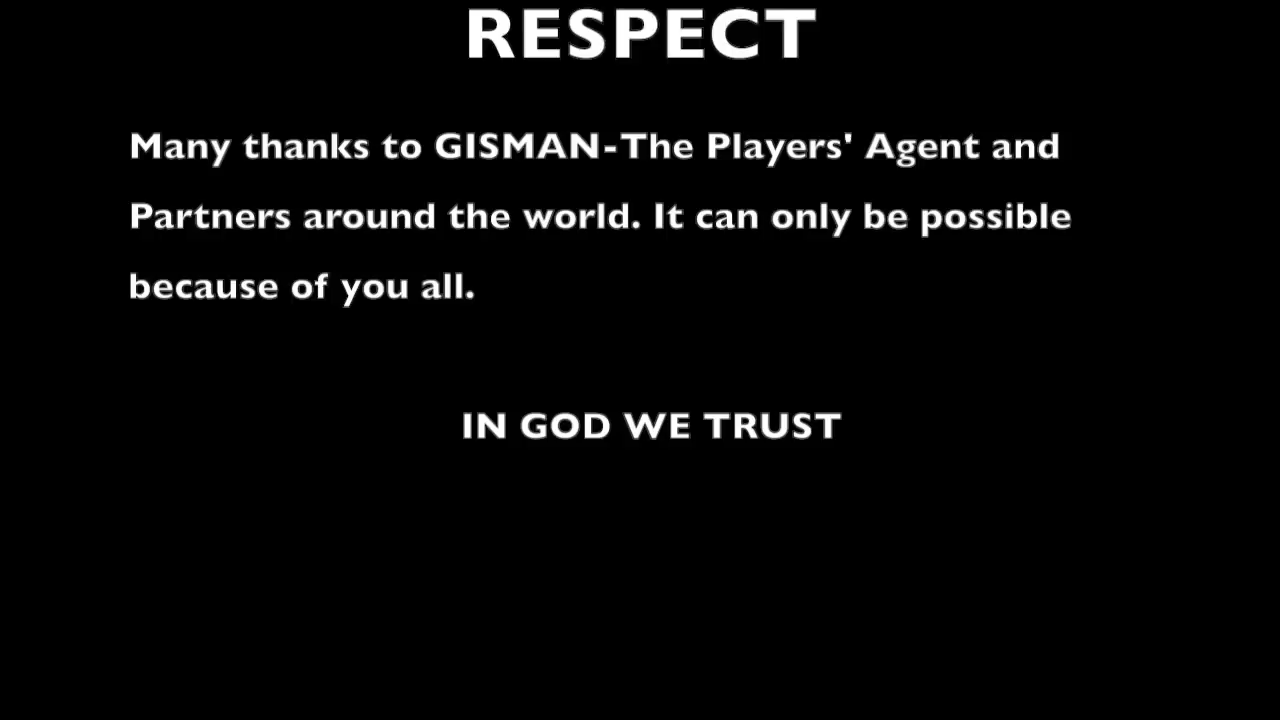 RESPECT
Many thanks to GISMAN-The Players' Agent and
Partners around the world. It can only be possible
because of you all.
IN GOD WE TRUST